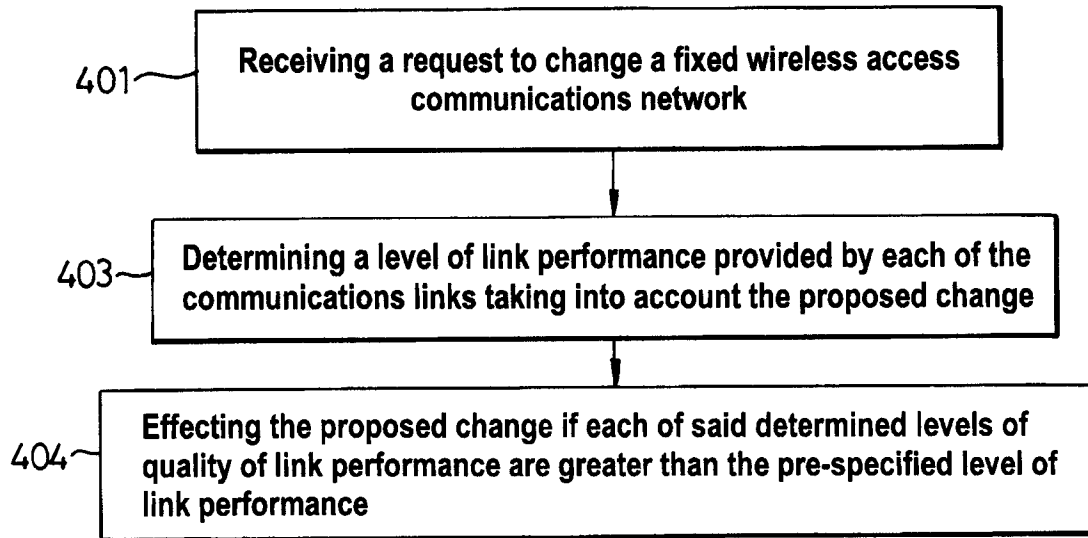 401
Receiving a request to change a fixed wireless access
communications network
403
Determining a level of link performance provided by each of the
communications links taking into account the proposed change
404
Effecting the proposed change if each of said determined levels of
quality of link performance are greater than the pre-specified level of
link performance